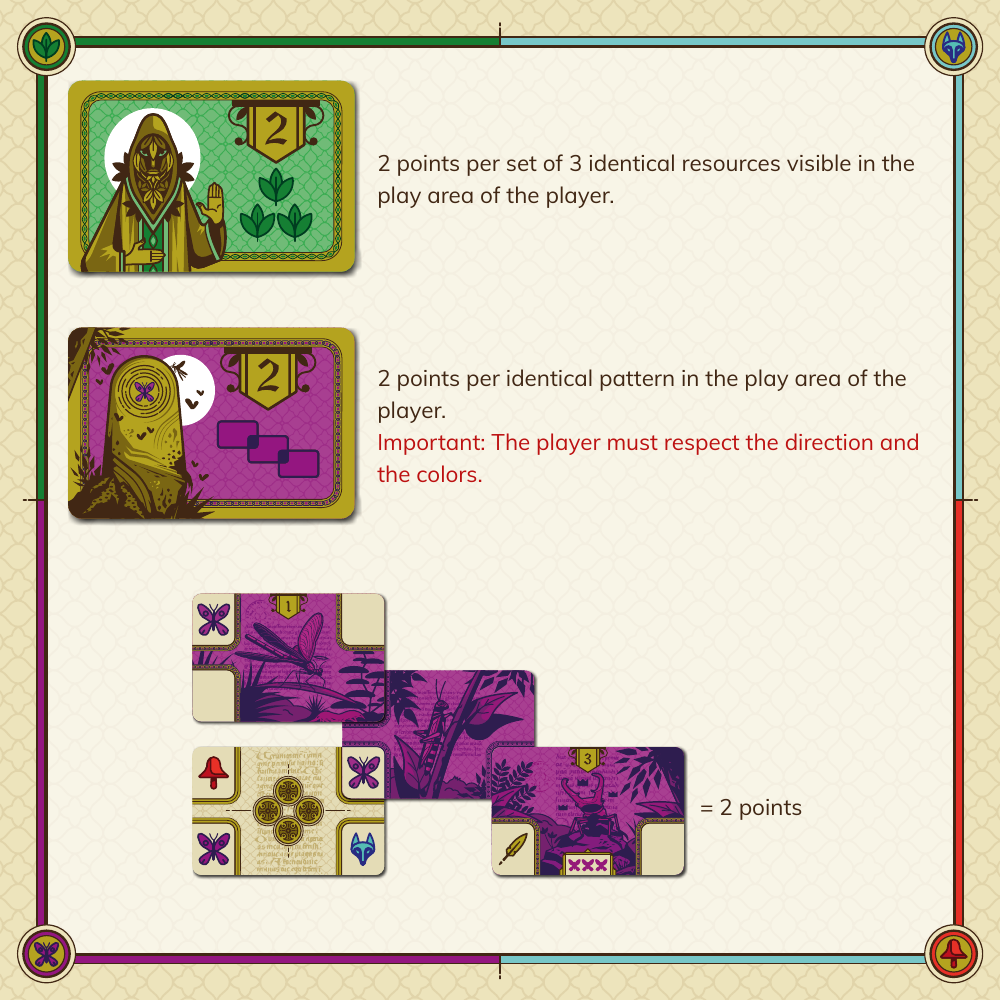 2
2 points per set of 3 identical resources visible in the
play area of the player.
2
2 points per identical pattern in the play area of the
player.
Important: The player must respect the direction and
the colors.
1
3
= 2 points